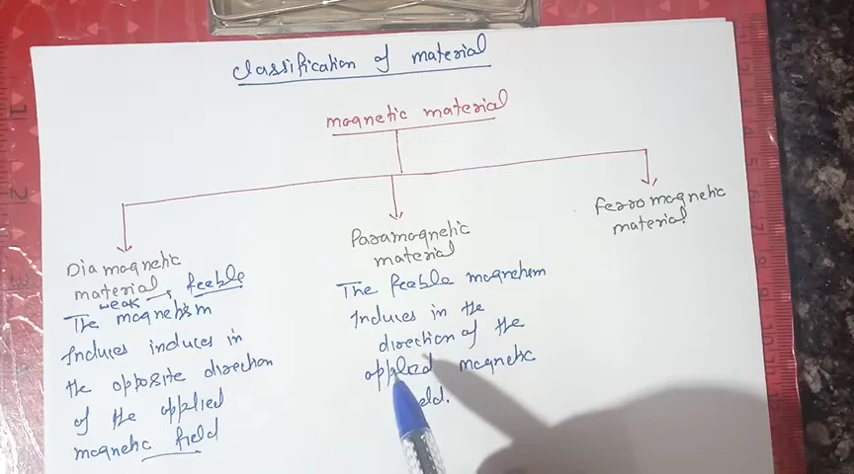 Classification of material
magnetic material
Diamagnetic
material
weak → feeble
The magnetism
Induces induces in
the opposite direction
of the applied
magnetic field
Paramagnetic
material
The feeble magnetism
Induces in the
direction of the
applied magnetic
eld.
ferromagnetic
material